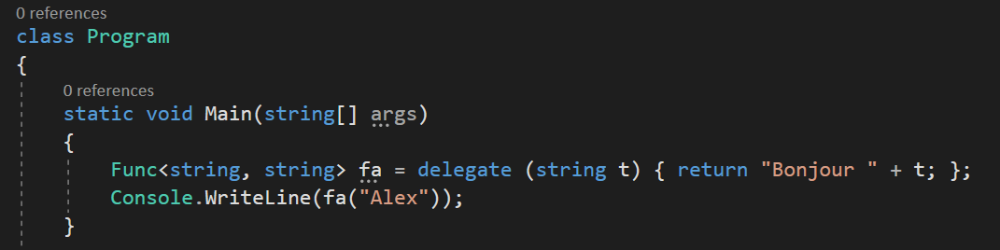 0 references
class Program
{
0 references
static void Main(string[] args)
{
Func<string, string> fa = delegate (string t) { return "Bonjour " + t; };
Console.WriteLine(fa("Alex"));
}